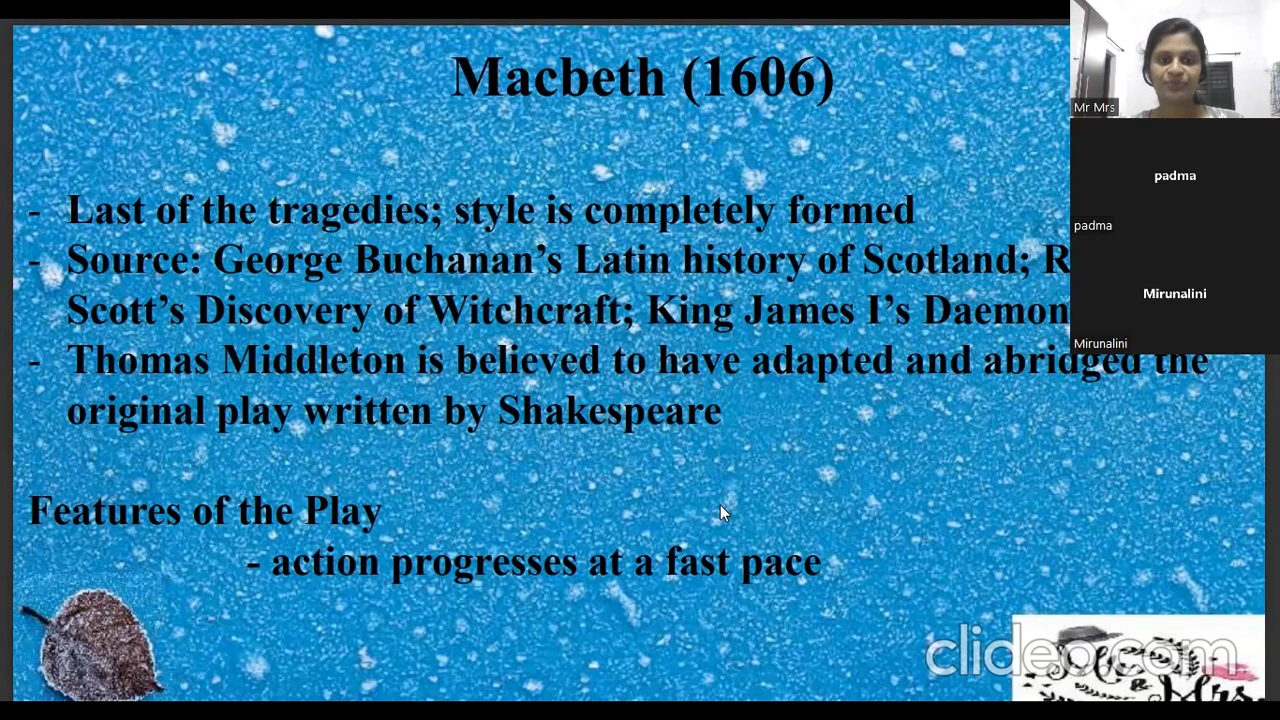 Macbeth (1606)
- Last of the tragedies; style is completely formed
- Source: George Buchanan’s Latin history of Scotland;
Scott’s Discovery of Witchcraft; King James I’s
- Thomas Middleton is believed to have adapted and abridged the
original play written by Shakespeare
Features of the Play
- action progresses at a fast pace
Mr Mrs
padma
padma
Mirunalini
Mirunalini
clideo.com